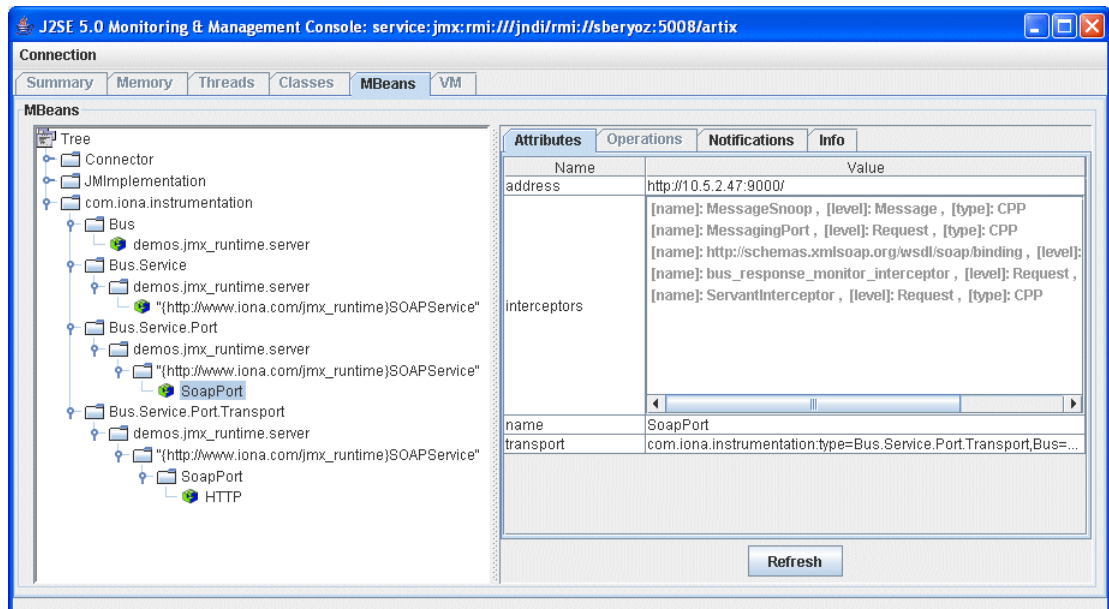 J2SE 5.0 Monitoring & Management Console: service:jmx:rmi:///jndi/rmi://sberyoz:5008/artix
Connection
Summary Memory Threads Classes MBeans VM
MBeans
Tree
Connector
JMImplementation
com.iona.instrumentation
Bus
demos.jmx_runtime.server
Bus.Service
demos.jmx_runtime.server
"{http://www.iona.com/jmx_runtime}SOAPService"
Bus.Service.Port
demos.jmx_runtime.server
"{http://www.iona.com/jmx_runtime}SOAPService"
SoapPort
Bus.Service.Port.Transport
demos.jmx_runtime.server
"{http://www.iona.com/jmx_runtime}SOAPService"
SoapPort
HTTP
Attributes Operations Notifications Info
Name Value
address http://10.5.2.47:9000/
[name]: MessageSnoop , [level]: Message , [type]: CPP
[name]: MessagingPort , [level]: Request , [type]: CPP
[name]: http://schemas.xmlsoap.org/wsdl/soap/binding , [level]:
[name]: bus_response_monitor_interceptor , [level]: Request ,
[name]: ServantInterceptor , [level]: Request , [type]: CPP
interceptors
name SoapPort
transport com.iona.instrumentation:type=Bus.Service.Port.Transport,Bus=...
Refresh